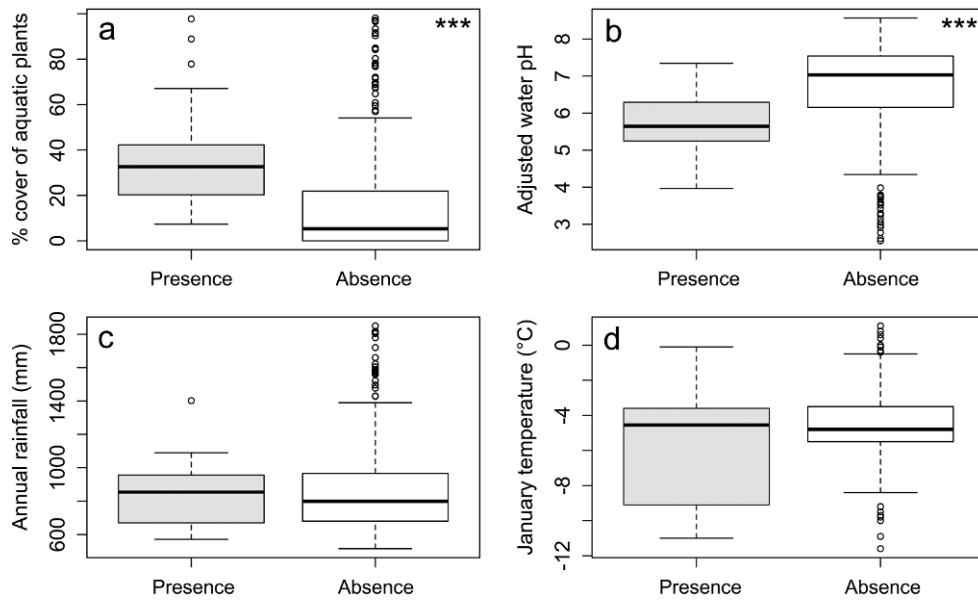 a
***
% cover of aquatic plants
80
60
40
20
0
Presence
Absence
b
***
Adjusted water pH
8
7
6
5
4
3
Presence
Absence
c
Annual rainfall (mm)
1800
1400
1000
600
Presence
Absence
d
January temperature (°C)
0
-4
-8
-12
Presence
Absence